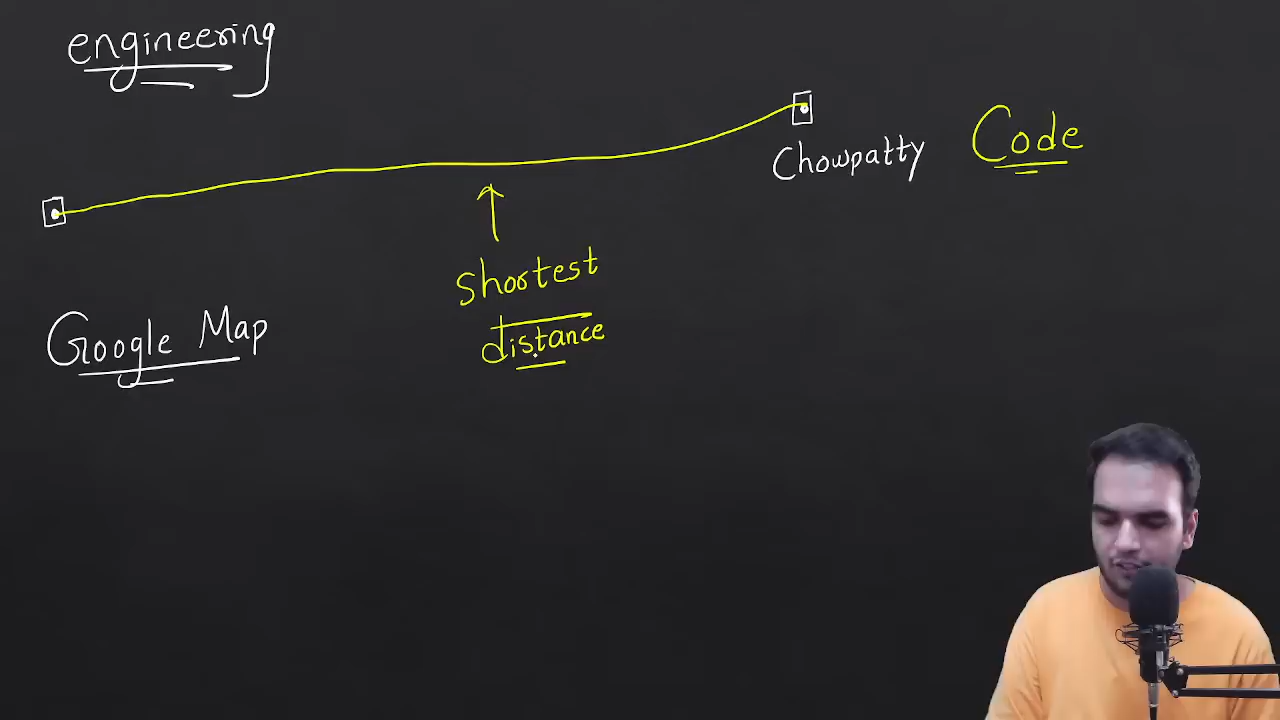 engineering
Chowpatty
Code
Shortest
distance
Google Map